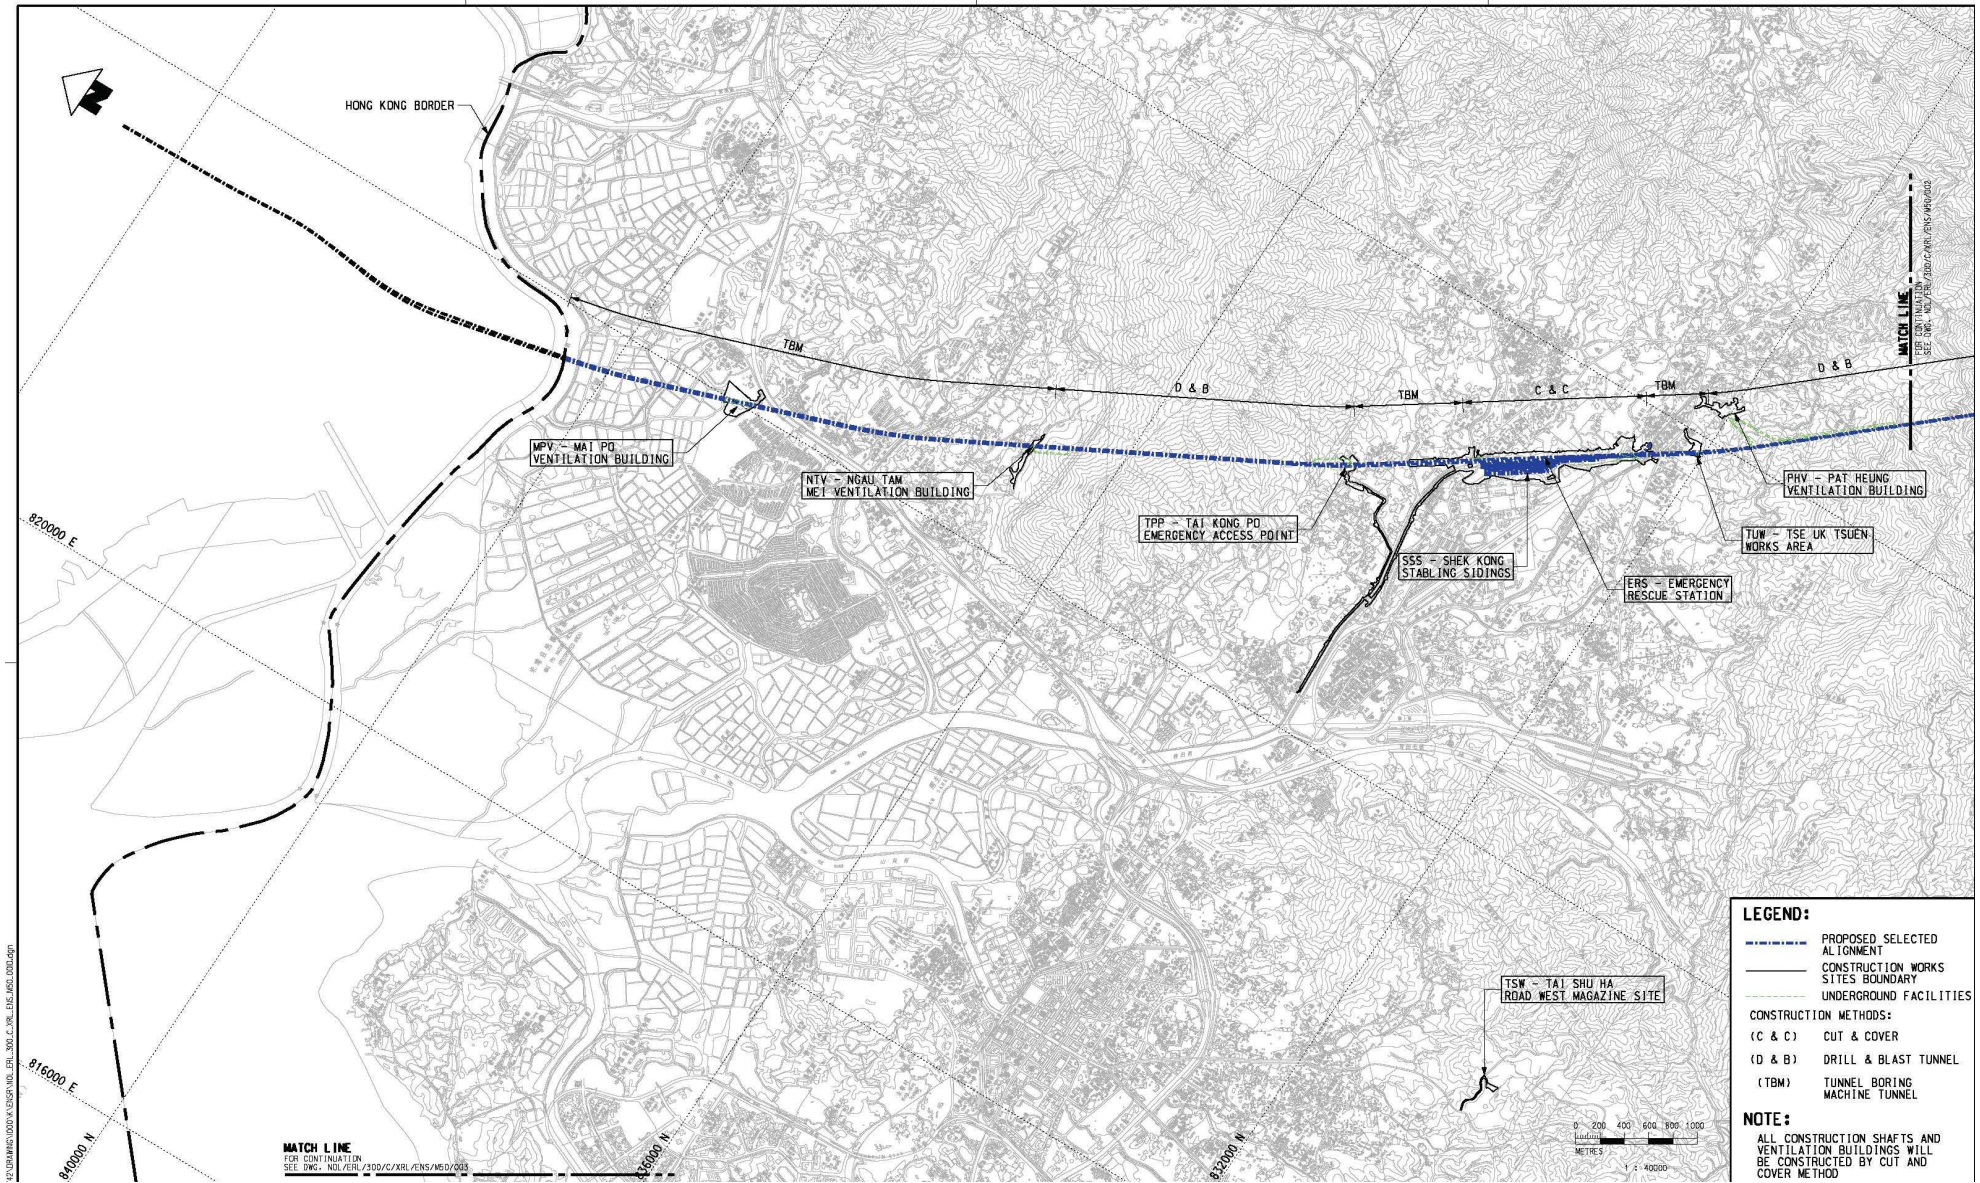 N
HONG KONG BORDER
TBM
D & B
TBM
C & C
TBM
D & B
MATCH LINE
FOR CONTINUATION
SEE DWG. NOL/ERL/300/C/XRL/ENS/M50/002
MPV - MAI PO
VENTILATION BUILDING
NTV - NGAU TAM
MEI VENTILATION BUILDING
TPP - TAI KONG PO
EMERGENCY ACCESS POINT
SSS - SHEK KONG
STABLING SIDINGS
ERS - EMERGENCY
RESCUE STATION
PHV - PAT HEUNG
VENTILATION BUILDING
TUW - TSE UK TSUEN
WORKS AREA
820000 E
816000 E
840000 N
836000 N
832000 N
TSW - TAI SHU HA
ROAD WEST MAGAZINE SITE
MATCH LINE
FOR CONTINUATION
SEE DWG. NOL/ERL/300/C/XRL/ENS/M50/003
0 200 400 600 800 1000
METRES
1 : 40000
LEGEND:
PROPOSED SELECTED
ALIGNMENT
CONSTRUCTION WORKS
SITES BOUNDARY
UNDERGROUND FACILITIES
CONSTRUCTION METHODS:
(C & C) CUT & COVER
(D & B) DRILL & BLAST TUNNEL
(TBM) TUNNEL BORING
MACHINE TUNNEL
NOTE:
ALL CONSTRUCTION SHAFTS AND
VENTILATION BUILDINGS WILL
BE CONSTRUCTED BY CUT AND
COVER METHOD